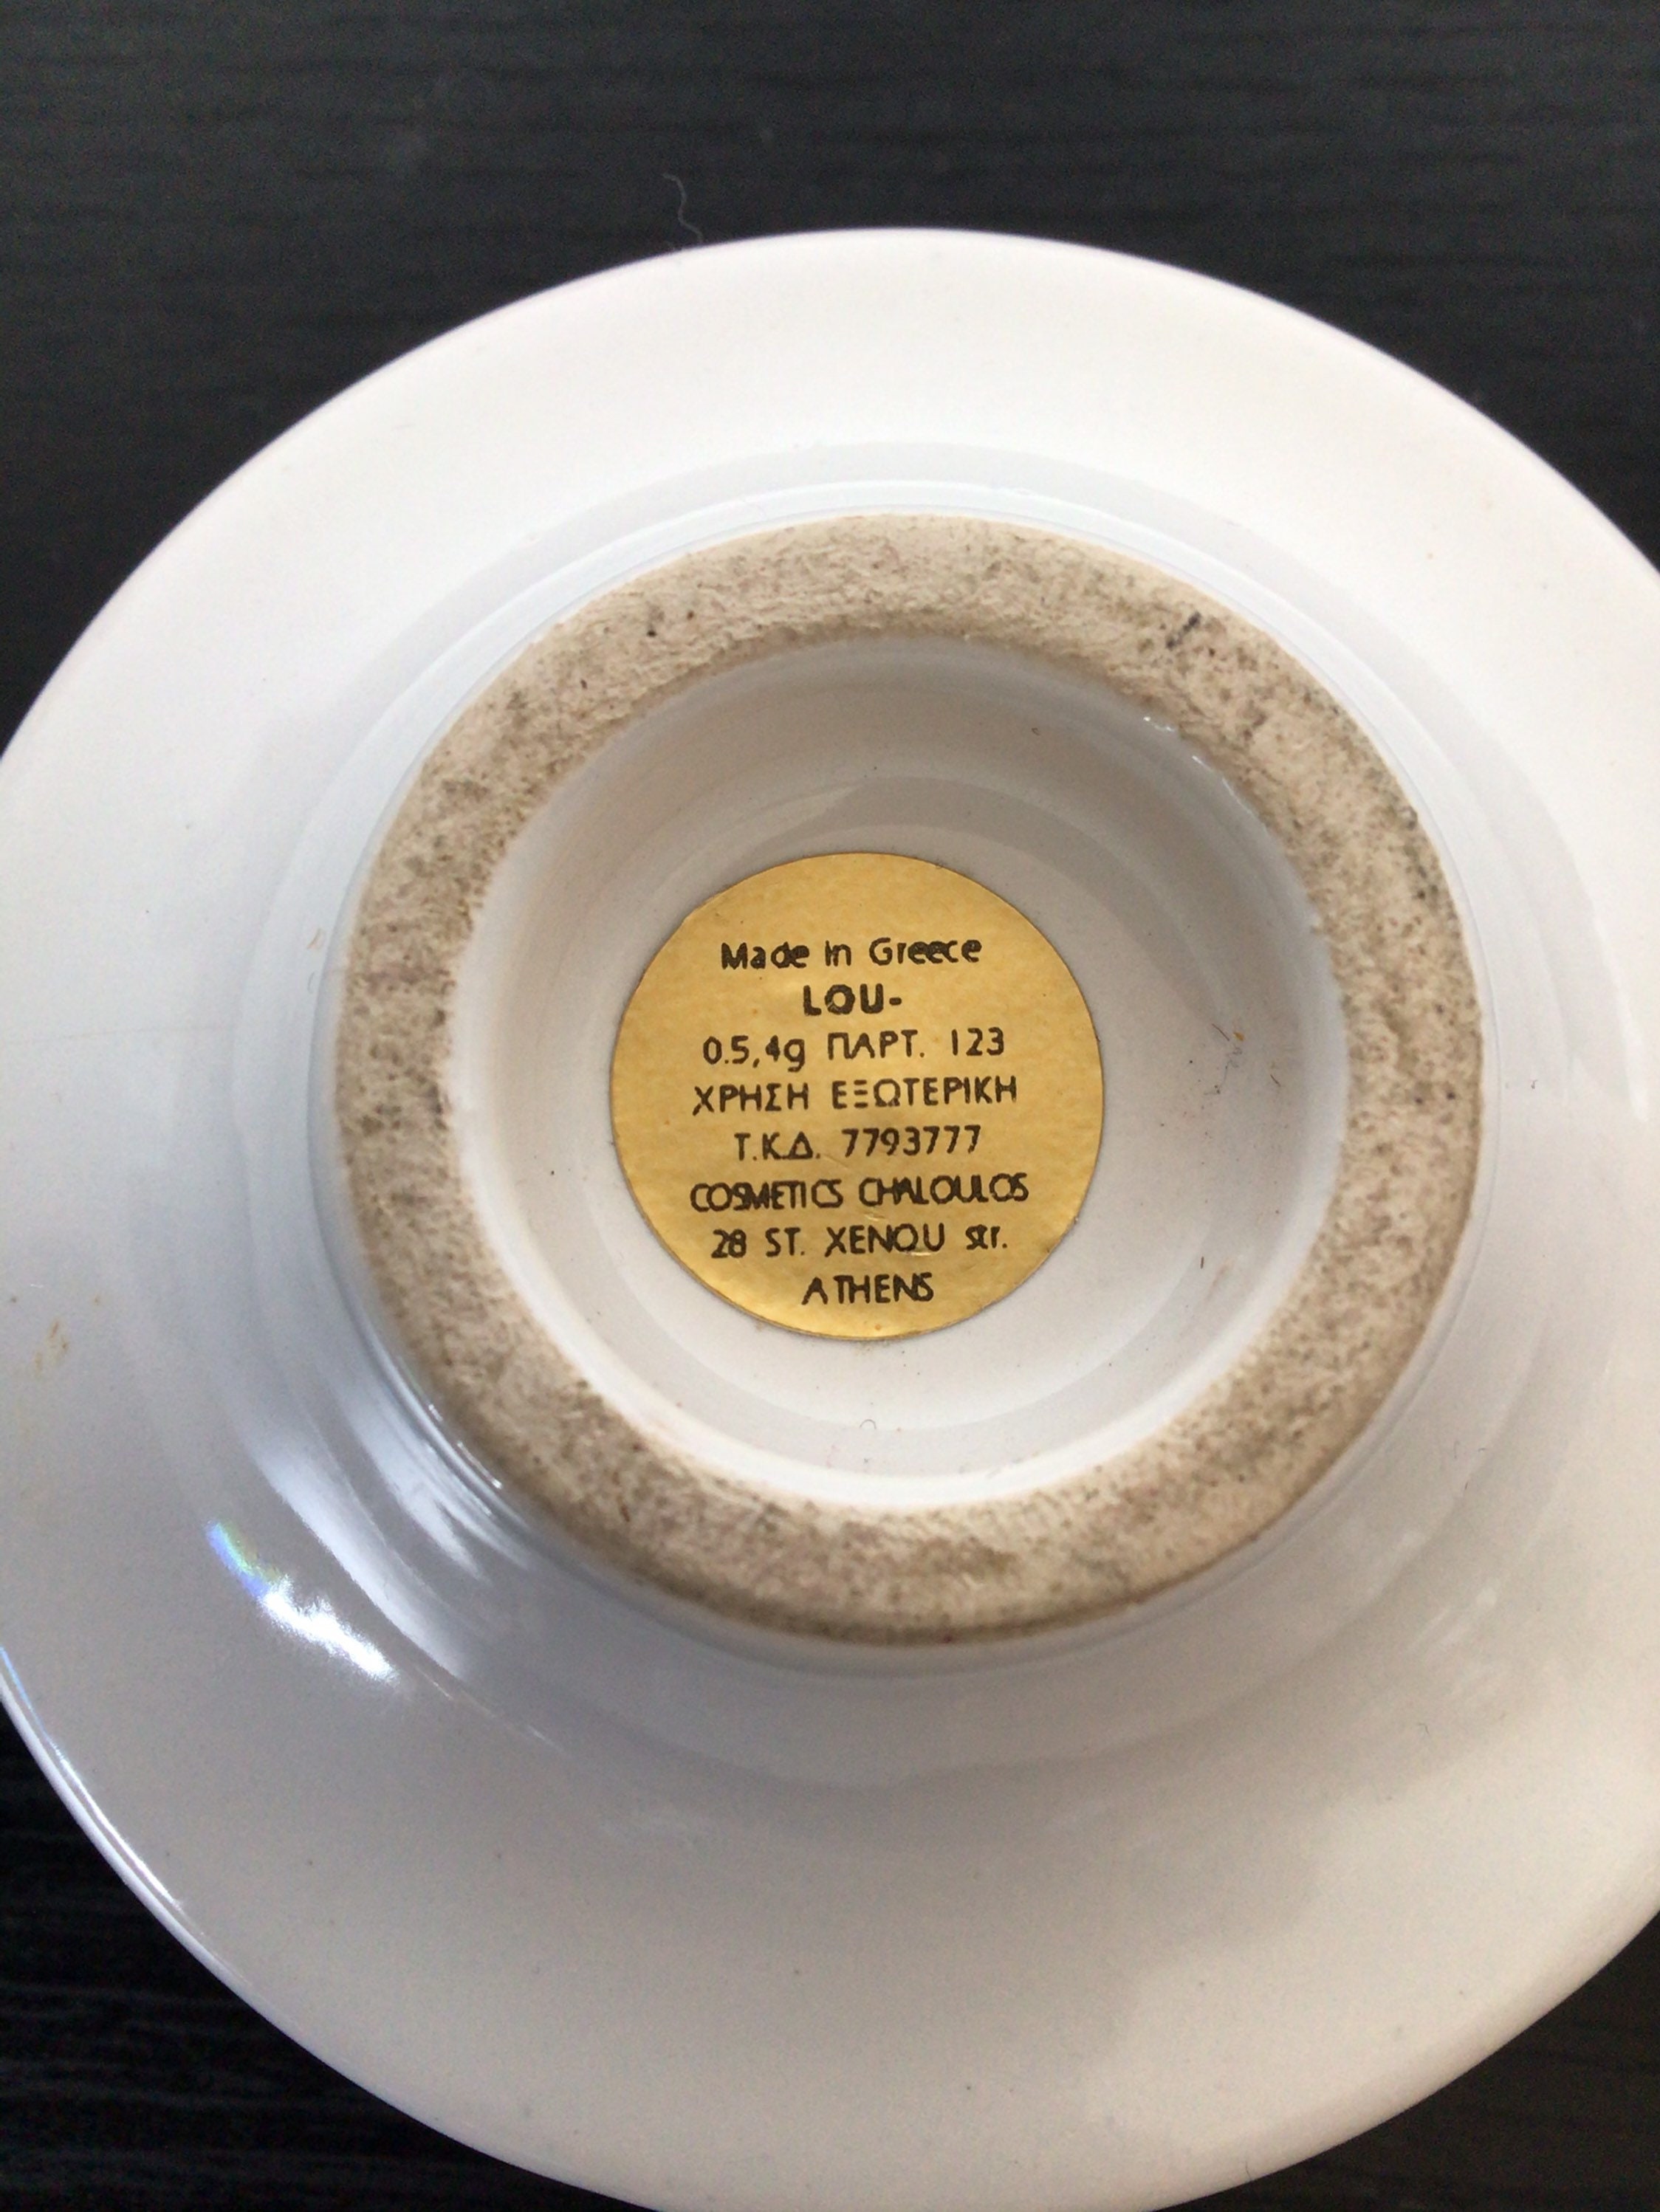 Made in Greece
LOU-
0.5,4g ΠΑΡΤ. 123
ΧΡΗΣΗ ΕΞΩΤΕΡΙΚΗ
Τ.Κ.Δ. 7793777
COSMETICS CHALOULOS
28 ST. XENOU str.
ATHENS